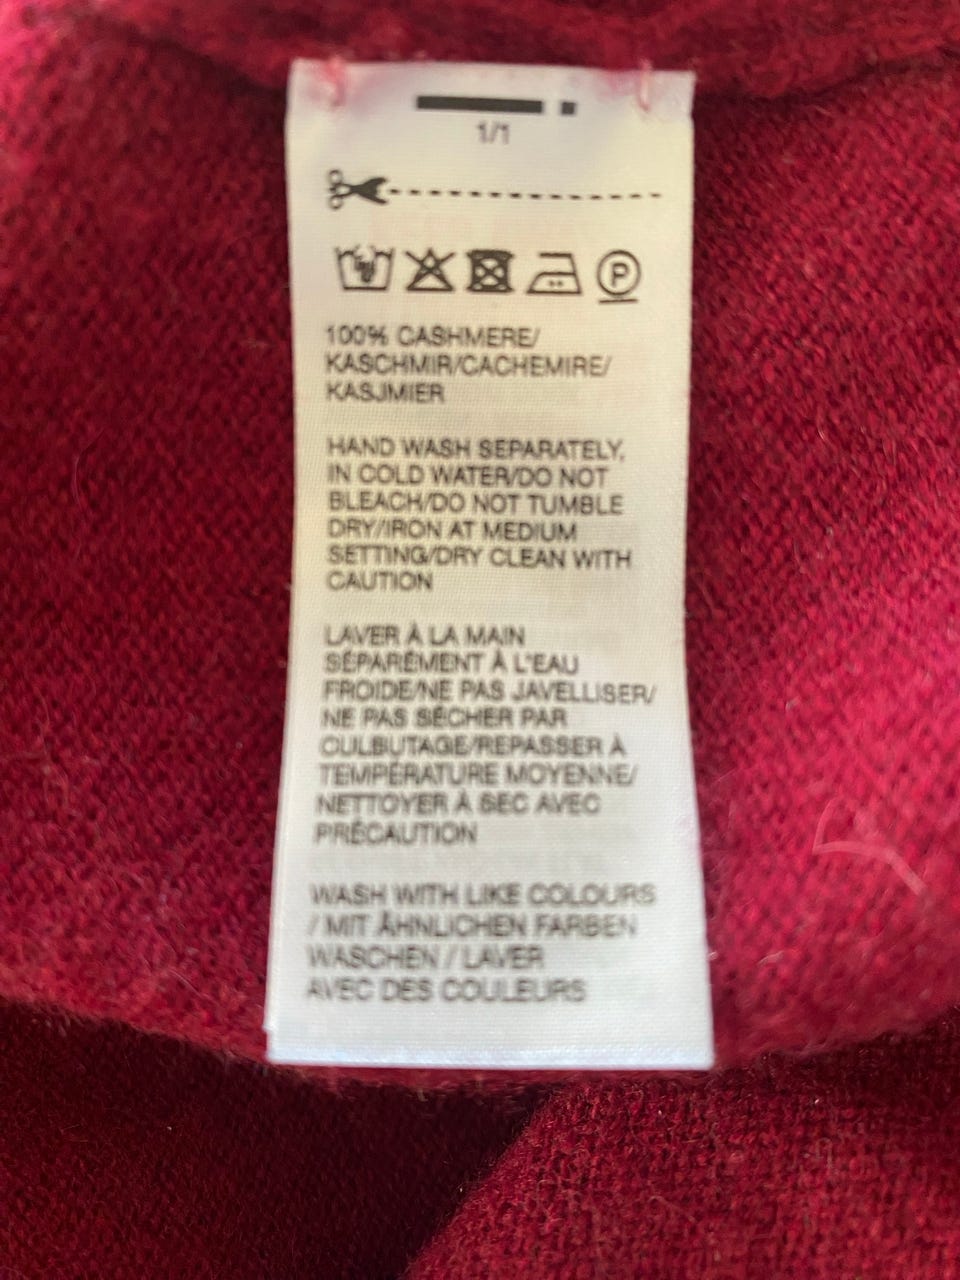 1/1
P
100% CASHMERE/
KASCHMIR/CACHEMIRE/
KASJMIER
HAND WASH SEPARATELY,
IN COLD WATER/DO NOT
BLEACH/DO NOT TUMBLE
DRY/IRON AT MEDIUM
SETTING/DRY CLEAN WITH
CAUTION
LAVER À LA MAIN
SÉPARÉMENT À L'EAU
FROIDE/NE PAS JAVELLISER/
NE PAS SÉCHER PAR
CULBUTAGE/REPASSER À
TEMPÉRATURE MOYENNE/
NETTOYER À SEC AVEC
PRÉCAUTION
WASH WITH LIKE COLOURS
/ MIT ÄHNLICHEN FARBEN
WASCHEN / LAVER
AVEC DES COULEURS